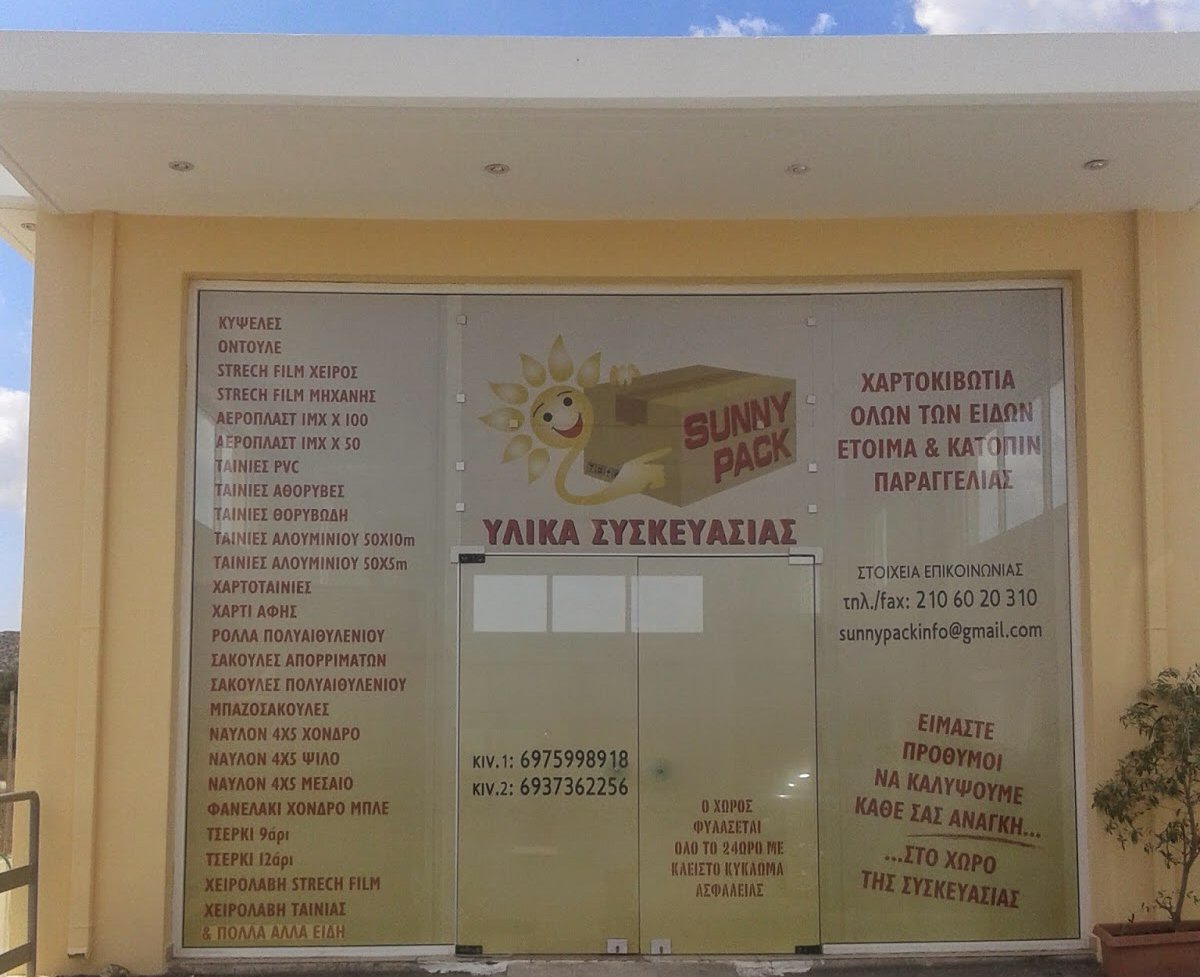 ΚΥΨΕΛΕΣ
ΟΝΤΟΥΛΕ
STRECH FILM ΧΕΙΡΟΣ
STRECH FILM ΜΗΧΑΝΗΣ
ΑΕΡΟΠΛΑΣΤ 1ΜΧ Χ 100
ΑΕΡΟΠΛΑΣΤ 1ΜΧ Χ 50
ΤΑΙΝΙΕΣ PVC
ΤΑΙΝΙΕΣ ΑΘΟΡΥΒΕΣ
ΤΑΙΝΙΕΣ ΘΟΡΥΒΩΔΗ
ΤΑΙΝΙΕΣ ΑΛΟΥΜΙΝΙΟΥ 50Χ10m
ΤΑΙΝΙΕΣ ΑΛΟΥΜΙΝΙΟΥ 50Χ5m
ΧΑΡΤΟΤΑΙΝΙΕΣ
ΧΑΡΤΙ ΑΦΗΣ
ΡΟΛΛΑ ΠΟΛΥΑΙΘΥΛΕΝΙΟΥ
ΣΑΚΟΥΛΕΣ ΑΠΟΡΡΙΜΑΤΩΝ
ΣΑΚΟΥΛΕΣ ΠΟΛΥΑΙΘΥΛΕΝΙΟΥ
ΜΠΑΖΟΣΑΚΟΥΛΕΣ
ΝΑΥΛΟΝ 4Χ5 ΧΟΝΔΡΟ
ΝΑΥΛΟΝ 4Χ5 ΨΙΛΟ
ΝΑΥΛΟΝ 4Χ5 ΜΕΣΑΙΟ
ΦΑΝΕΛΑΚΙ ΧΟΝΔΡΟ ΜΠΛΕ
ΤΣΕΡΚΙ 9άρι
ΤΣΕΡΚΙ 12άρι
ΧΕΙΡΟΛΑΒΗ STRECH FILM
ΧΕΙΡΟΛΑΒΗ ΤΑΙΝΙΑΣ
& ΠΟΛΛΑ ΑΛΛΑ ΕΙΔΗ
SUNNY
PACK
ΥΛΙΚΑ ΣΥΣΚΕΥΑΣΙΑΣ
ΚΙV.1: 6975998918
ΚΙV.2: 6937362256
Ο ΧΩΡΟΣ
ΦΥΛΑΣΕΤΑΙ
ΟΛΟ ΤΟ 24ΩΡΟ ΜΕ
ΚΛΕΙΣΤΟ ΚΥΚΛΩΜΑ
ΑΣΦΑΛΕΙΑΣ
ΧΑΡΤΟΚΙΒΩΤΙΑ
ΟΛΩΝ ΤΩΝ ΕΙΔΩΝ
ΕΤΟΙΜΑ & ΚΑΤΟΠΙΝ
ΠΑΡΑΓΓΕΛΙΑΣ
ΣΤΟΙΧΕΙΑ ΕΠΙΚΟΙΝΩΝΙΑΣ
τηλ./fax: 210 60 20 310
sunnypackinfo@gmail.com
ΕΙΜΑΣΤΕ
ΠΡΟΘΥΜΟΙ
ΝΑ ΚΑΛΥΨΟΥΜΕ
ΚΑΘΕ ΣΑΣ ΑΝΑΓΚΗ...
...ΣΤΟ ΧΩΡΟ
ΤΗΣ ΣΥΣΚΕΥΑΣΙΑΣ